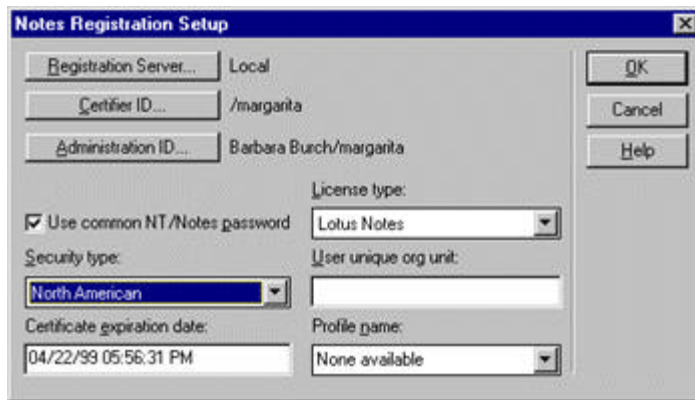 Notes Registration Setup
Registration Server... Local
OK
Certifier ID... /margarita
Cancel
Administration ID... Barbara Burch/margarita
Help
License type:
Use common NT/Notes password Lotus Notes
Security type: User unique org unit:
North American
Certificate expiration date: Profile name:
04/22/99 05:56:31 PM None available